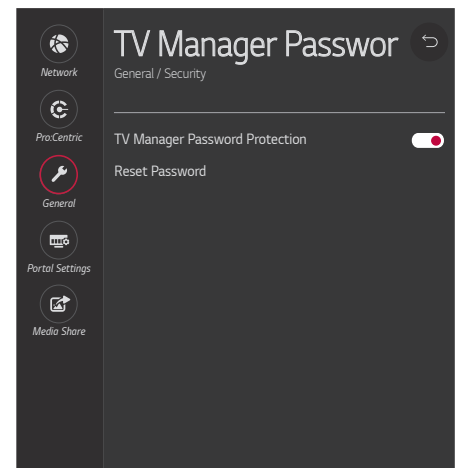 TV Manager Passwor
General / Security
TV Manager Password Protection
Reset Password
Network
Pro:Centric
General
Portal Settings
Media Share